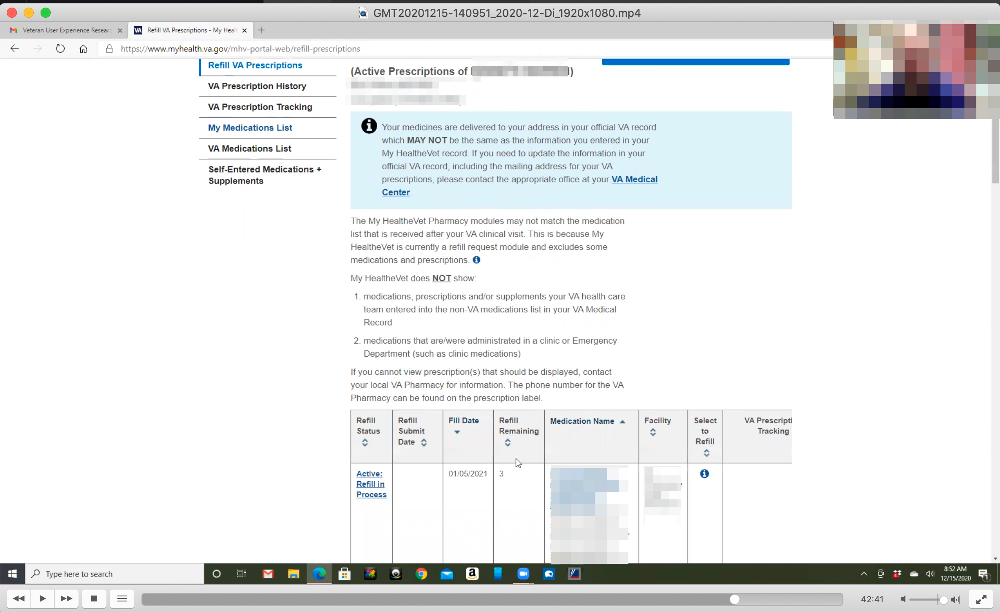 GMT20201215-140951_2020-12-Di_1920x1080.mp4
Veteran User Experience Researc
VA Refill VA Prescriptions - My Healt
https://www.myhealth.va.gov/mhv-portal-web/refill-prescriptions
Refill VA Prescriptions
VA Prescription History
VA Prescription Tracking
My Medications List
VA Medications List
Self-Entered Medications +
Supplements
(Active Prescriptions of )
Your medicines are delivered to your address in your official VA record
which MAY NOT be the same as the information you entered in your
My HealtheVet record. If you need to update the information in your
official VA record, including the mailing address for your VA
prescriptions, please contact the appropriate office at your VA Medical
Center.
The My HealtheVet Pharmacy modules may not match the medication
list that is received after your VA clinical visit. This is because My
HealtheVet is currently a refill request module and excludes some
medications and prescriptions.
My HealtheVet does NOT show:
1. medications, prescriptions and/or supplements your VA health care
team entered into the non-VA medications list in your VA Medical
Record
2. medications that are/were administrated in a clinic or Emergency
Department (such as clinic medications)
If you cannot view prescription(s) that should be displayed, contact
your local VA Pharmacy for information. The phone number for the VA
Pharmacy can be found on the prescription label.
Refill
Status
Refill
Submit
Date
Fill Date
Refill
Remaining
Medication Name
Facility
Select
to
Refill
VA Prescripti
Tracking
Active:
Refill in
Process
01/05/2021
3
Type here to search
8:52 AM
12/15/2020
42:41